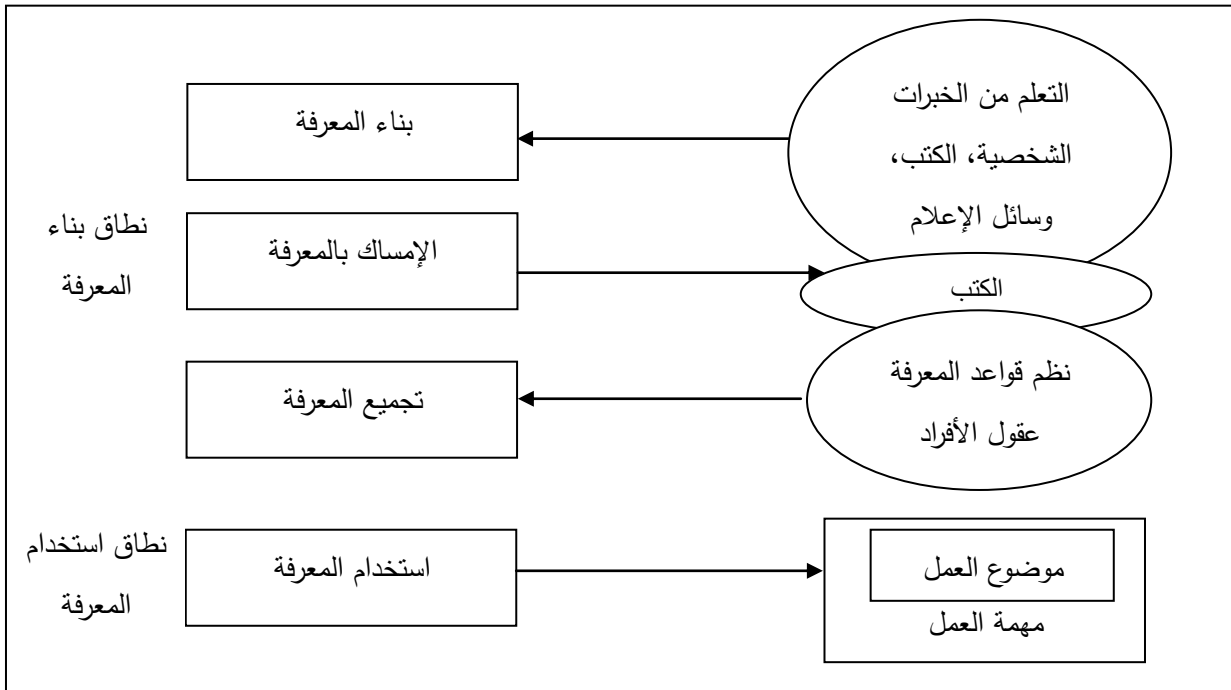 التعلم من الخبرات
الشخصية، الكتب،
وسائل الإعلام
بناء المعرفة
نطاق بناء
المعرفة
الإمساك بالمعرفة
الكتب
نظم قواعد المعرفة
عقول الأفراد
تجميع المعرفة
نطاق استخدام
المعرفة
استخدام المعرفة
موضوع العمل
مهمة العمل